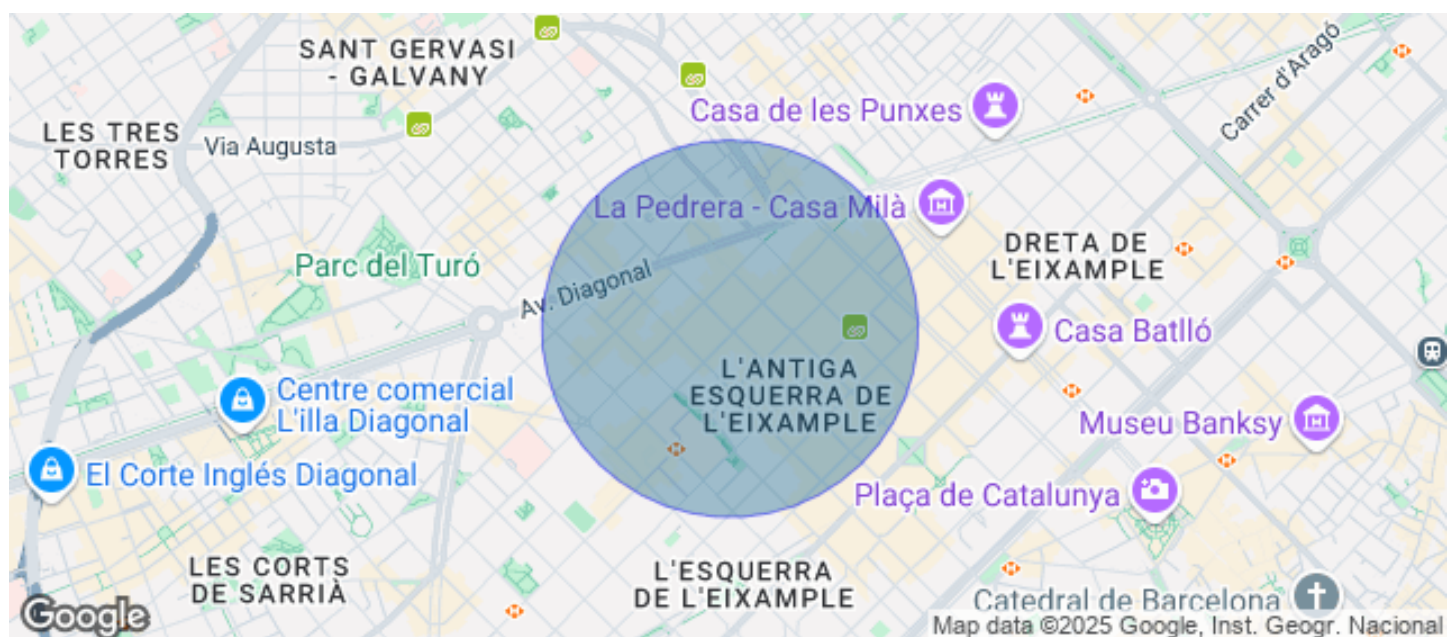 SANT GERVASI
- GALVANY
LES TRES
TORRES
Via Augusta
Casa de les Punxes
Carrer d'Aragó
La Pedrera - Casa Milà
DRETA DE
L'EIXAMPLE
Parc del Turó
Av. Diagonal
Casa Batlló
L'ANTIGA
ESQUERRA DE
L'EIXAMPLE
Centre comercial
L'illa Diagonal
Museu Banksy
El Corte Inglés Diagonal
Plaça de Catalunya
LES CORTS
DE SARRIÀ
L'ESQUERRA
DE L'EIXAMPLE
Catedral de Barcelona
Google
Map data ©2025 Google, Inst. Geogr. Nacional